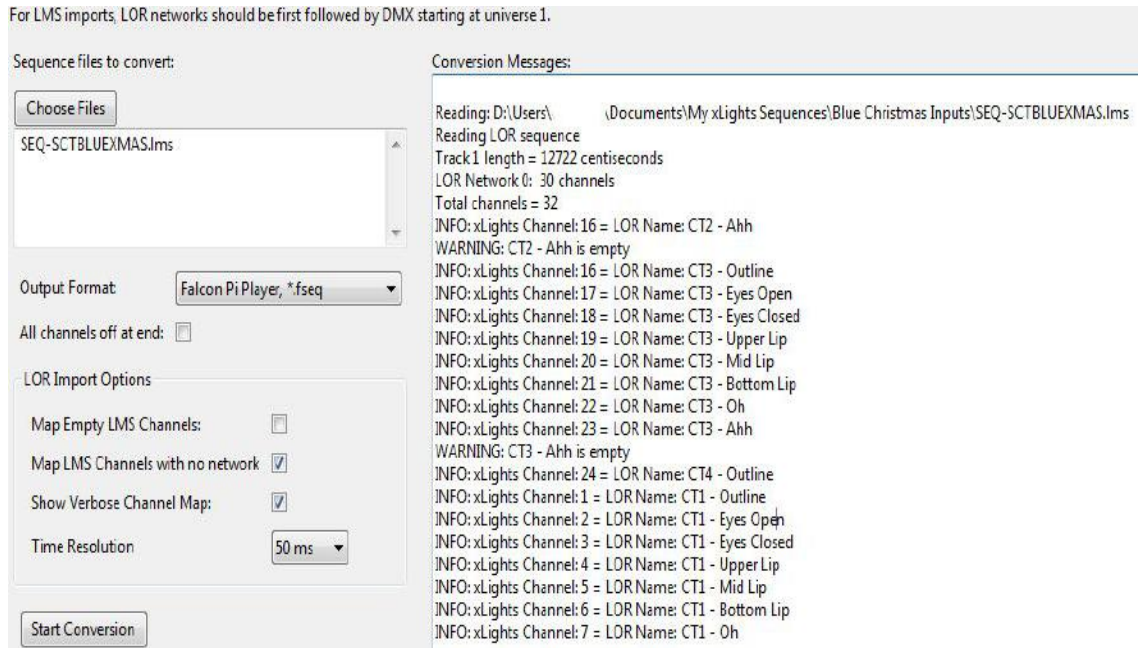 For LMS imports, LOR networks should be first followed by DMX starting at universe 1.
Sequence files to convert:
Choose Files
SEQ-SCTBLUEXMAS.lms
Output Format:
Falcon Pi Player, *.fseq
All channels off at end:
LOR Import Options
Map Empty LMS Channels:
Map LMS Channels with no network
Show Verbose Channel Map:
Time Resolution
50 ms
Start Conversion
Conversion Messages:
Reading: D:\Users\ \Documents\My xLights Sequences\Blue Christmas Inputs\SEQ-SCTBLUEXMAS.lms
Reading LOR sequence
Track 1 length = 12722 centiseconds
LOR Network 0: 30 channels
Total channels = 32
INFO: xLights Channel: 16 = LOR Name: CT2 - Ahh
WARNING: CT2 - Ahh is empty
INFO: xLights Channel: 16 = LOR Name: CT3 - Outline
INFO: xLights Channel: 17 = LOR Name: CT3 - Eyes Open
INFO: xLights Channel: 18 = LOR Name: CT3 - Eyes Closed
INFO: xLights Channel: 19 = LOR Name: CT3 - Upper Lip
INFO: xLights Channel: 20 = LOR Name: CT3 - Mid Lip
INFO: xLights Channel: 21 = LOR Name: CT3 - Bottom Lip
INFO: xLights Channel: 22 = LOR Name: CT3 - Oh
INFO: xLights Channel: 23 = LOR Name: CT3 - Ahh
WARNING: CT3 - Ahh is empty
INFO: xLights Channel: 24 = LOR Name: CT4 - Outline
INFO: xLights Channel: 1 = LOR Name: CT1 - Outline
INFO: xLights Channel: 2 = LOR Name: CT1 - Eyes Open
INFO: xLights Channel: 3 = LOR Name: CT1 - Eyes Closed
INFO: xLights Channel: 4 = LOR Name: CT1 - Upper Lip
INFO: xLights Channel: 5 = LOR Name: CT1 - Mid Lip
INFO: xLights Channel: 6 = LOR Name: CT1 - Bottom Lip
INFO: xLights Channel: 7 = LOR Name: CT1 - Oh